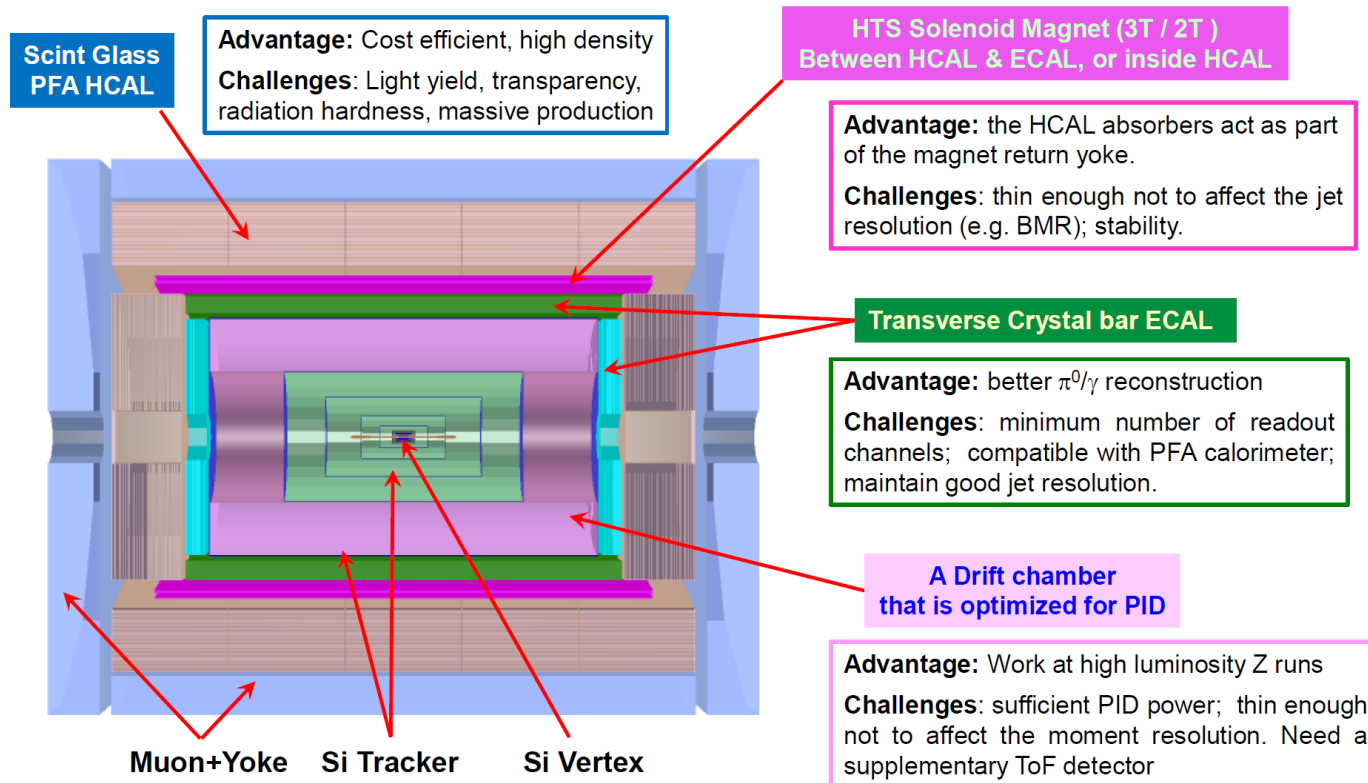 Scint Glass
PFA HCAL
Advantage: Cost efficient, high density
Challenges: Light yield, transparency,
radiation hardness, massive production
HTS Solenoid Magnet (3T / 2T )
Between HCAL & ECAL, or inside HCAL
Advantage: the HCAL absorbers act as part
of the magnet return yoke.
Challenges: thin enough not to affect the jet
resolution (e.g. BMR); stability.
Transverse Crystal bar ECAL
Advantage: better π⁰/γ reconstruction
Challenges: minimum number of readout
channels; compatible with PFA calorimeter;
maintain good jet resolution.
A Drift chamber
that is optimized for PID
Advantage: Work at high luminosity Z runs
Challenges: sufficient PID power; thin enough
not to affect the moment resolution. Need a
supplementary ToF detector
Muon+Yoke
Si Tracker
Si Vertex